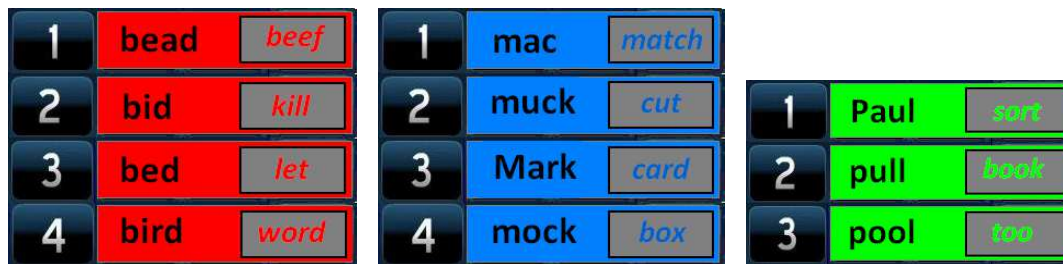 1 bead beef
2 bid kill
3 bed let
4 bird word
1 mac match
2 muck cut
3 Mark card
4 mock box
1 Paul sort
2 pull book
3 pool too